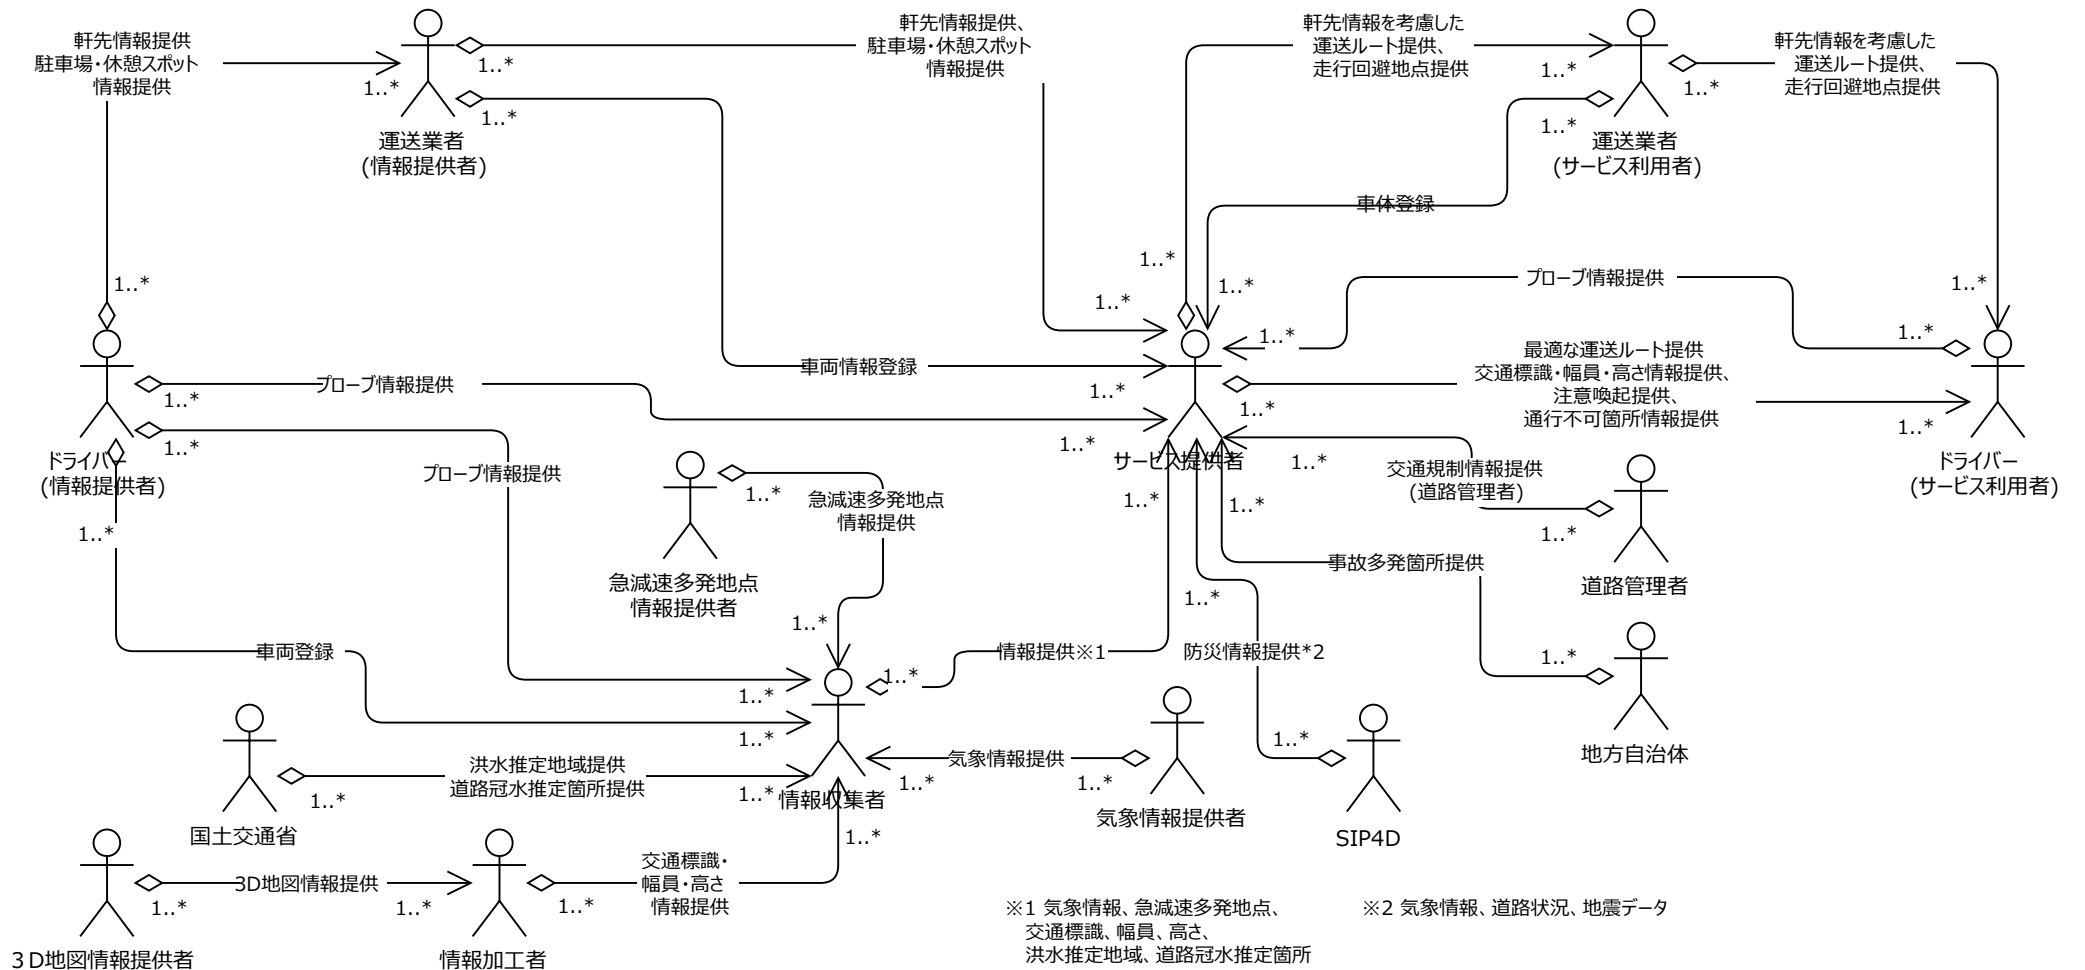 軒先情報提供
駐車場・休憩スポット
情報提供
1..*
1..*
運送業者
(情報提供者)
1..*
1..*
軒先情報提供、
駐車場・休憩スポット
情報提供
軒先情報を考慮した
運送ルート提供、
走行回避地点提供
1..*
1..*
運送業者
(サービス利用者)
1..*
軒先情報を考慮した
運送ルート提供、
走行回避地点提供
車体登録
1..*
1..*
1..*
1..*
プローブ情報提供
1..*
1..*
1..*
1..*
ドライバー
(情報提供者)
1..*
プローブ情報提供
1..*
1..*
車両情報登録
1..*
1..*
サービス提供者
1..*
最適な運送ルート提供
交通標識・幅員・高さ情報提供、
注意喚起提供、
通行不可箇所情報提供
1..*
ドライバー
(サービス利用者)
プローブ情報提供
1..*
急減速多発地点
情報提供
急減速多発地点
情報提供者
1..*
1..*
1..*
1..*
交通規制情報提供
(道路管理者)
1..*
道路管理者
事故多発箇所提供
1..*
1..*
車両登録
1..*
情報提供※1
防災情報提供*2
1..*
地方自治体
1..*
1..*
国土交通省
1..*
洪水推定地域提供
道路冠水推定箇所提供
1..*
情報収集者
1..*
気象情報提供
1..*
気象情報提供者
1..*
SIP4D
3D地図情報提供者
1..*
3D地図情報提供
1..*
情報加工者
1..*
交通標識・
幅員・高さ
情報提供
1..*
※1 気象情報、急減速多発地点、
交通標識、幅員、高さ、
洪水推定地域、道路冠水推定箇所
※2 気象情報、道路状況、地震データ